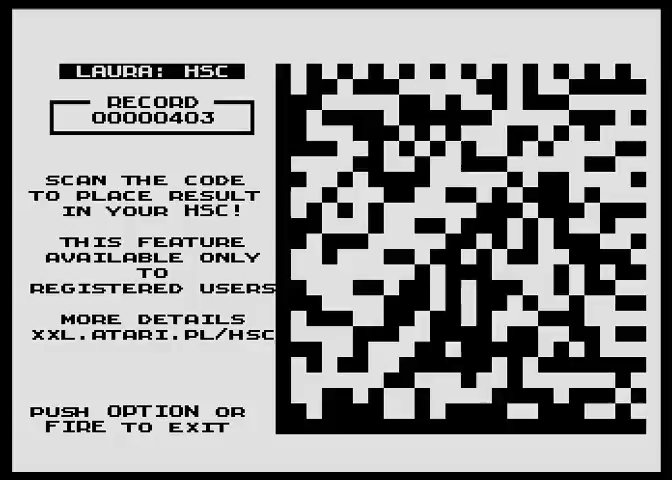 LAURA: HSC
RECORD
00000403
SCAN THE CODE
TO PLACE RESULT
IN YOUR HSC!
THIS FEATURE
AVAILABLE ONLY
TO
REGISTERED USERS
MORE DETAILS
XXL.ATARI.PL/HSC
PUSH OPTION OR
FIRE TO EXIT